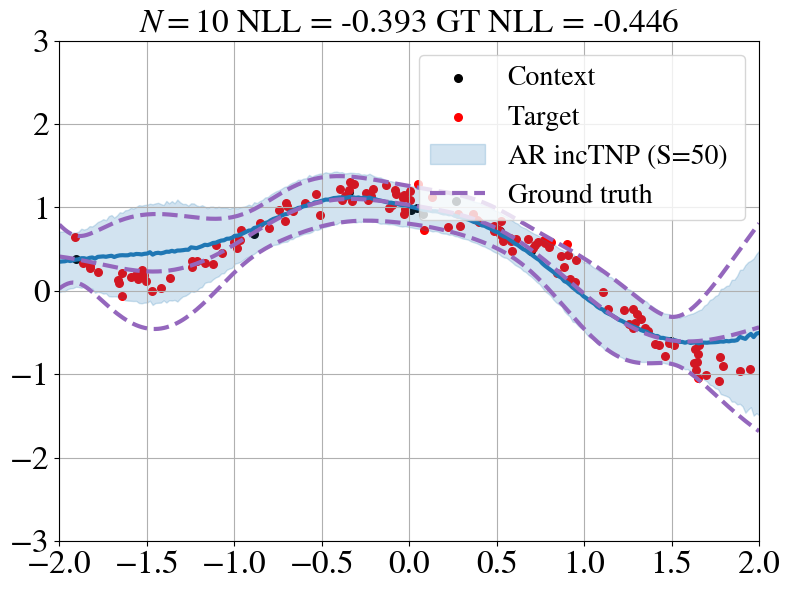 N = 10 NLL = -0.393 GT NLL = -0.446
Context
Target
AR incTNP (S=50)
Ground truth
3
2
1
0
−1
−2
−3
−2.0 −1.5 −1.0 −0.5 0.0 0.5 1.0 1.5 2.0